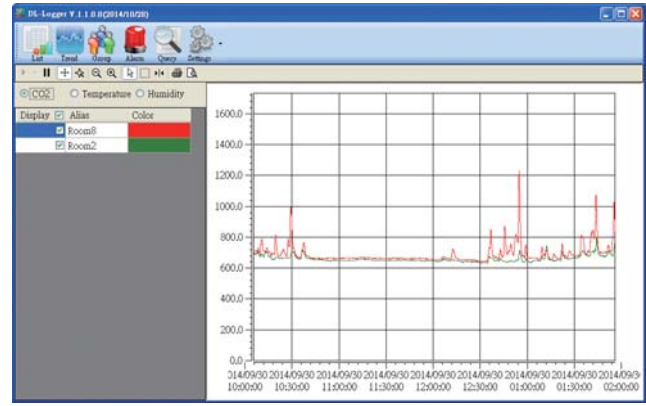 DL-Logger V.1.1.0.0(2014/10/28)
List Trend Group Alarm Query Settings
CO2 Temperature Humidity
Display Alias Color
Room8
Room2
1600.0
1400.0
1200.0
1000.0
800.0
600.0
400.0
200.0
0.0
014/09/30 2014/09/30 2014/09/30 2014/09/30 2014/09/30 2014/09/30 2014/09/30 2014/09/30 2014/09/3
10:00:00 10:30:00 11:00:00 11:30:00 12:00:00 12:30:00 01:00:00 01:30:00 02:00:00